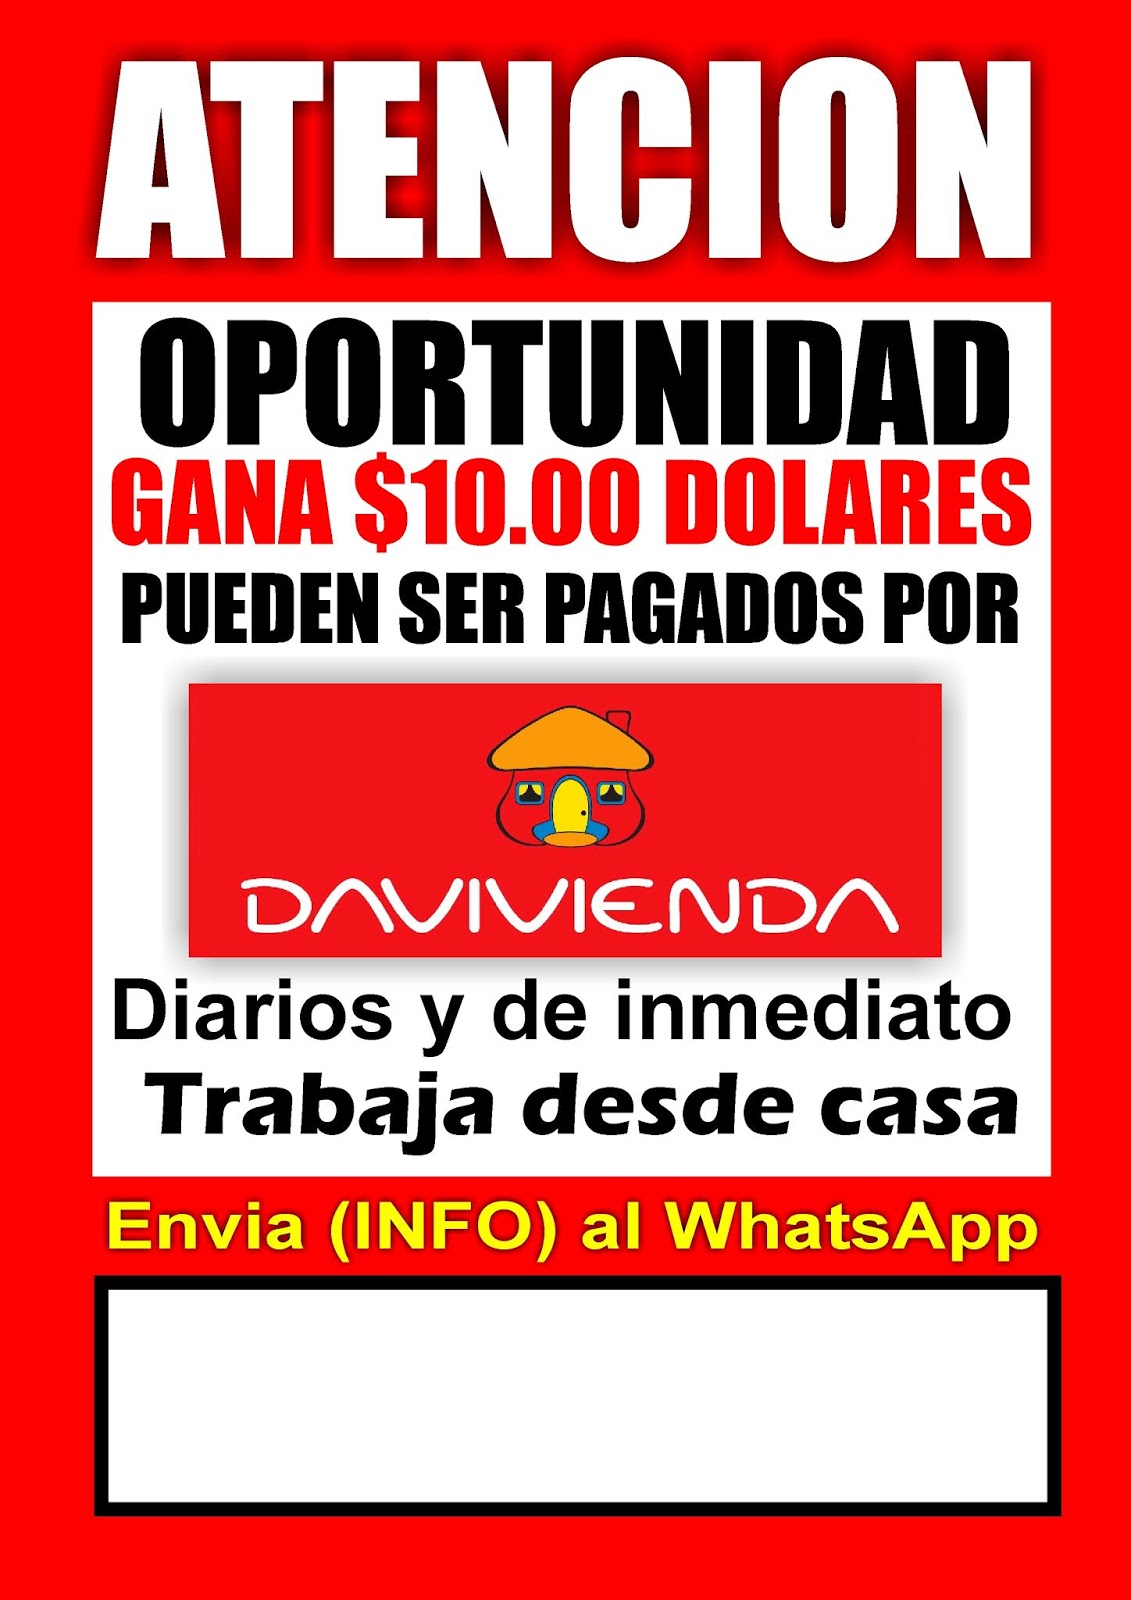 ATENCION
OPORTUNIDAD
GANA $10.00 DOLARES
PUEDEN SER PAGADOS POR
DAVIVIENDA
Diarios y de inmediato
Trabaja desde casa
Envia (INFO) al WhatsApp